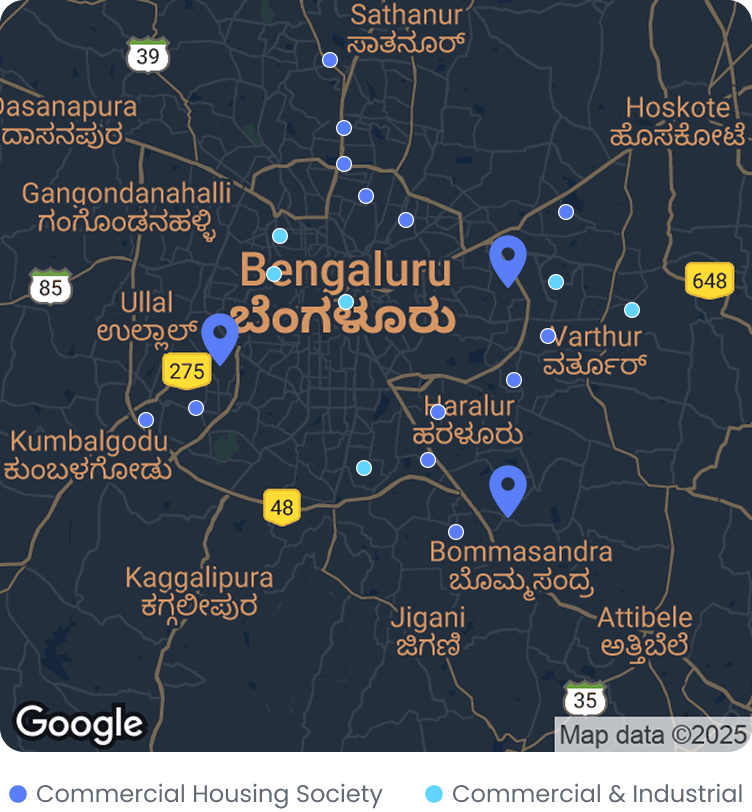 Sathanur
ಸಾತನೂರ್
39
Dasanapura
ದಾಸನಪುರ
Hoskote
ಹೊಸಕೋಟೆ
Gangondanahalli
ಗಂಗೊಂಡನಹಳ್ಳಿ
Bengaluru
ಬೆಂಗಳೂರು
648
85
Ullal
ಉಲ್ಲಾಳ್
Varthur
ವರ್ತೂರ್
275
Haralur
ಹರಳೂರು
Kumbalgodu
ಕುಂಬಳಗೋಡು
48
Bommasandra
ಬೊಮ್ಮಸಂದ್ರ
Kaggalipura
ಕಗ್ಗಲೀಪುರ
Jigani
ಜಿಗಣಿ
Attibele
ಅತ್ತಿಬೆಲೆ
35
Google
Map data ©2025
Commercial Housing Society
Commercial & Industrial